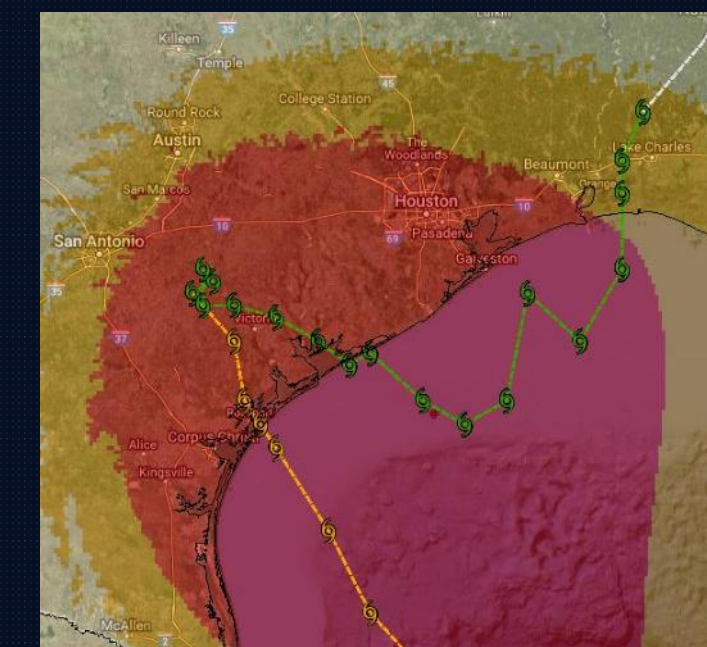 Killeen
35
Temple
45
College Station
Round Rock
Austin
The
Woodlands
Lake Charles
Beaumont
Orange
San Marcos
Houston
10
10
Pasadena
69
San Antonio
Galveston
35
37
Victoria
Corpus Christi
Alice
Kingsville
McAllen
2